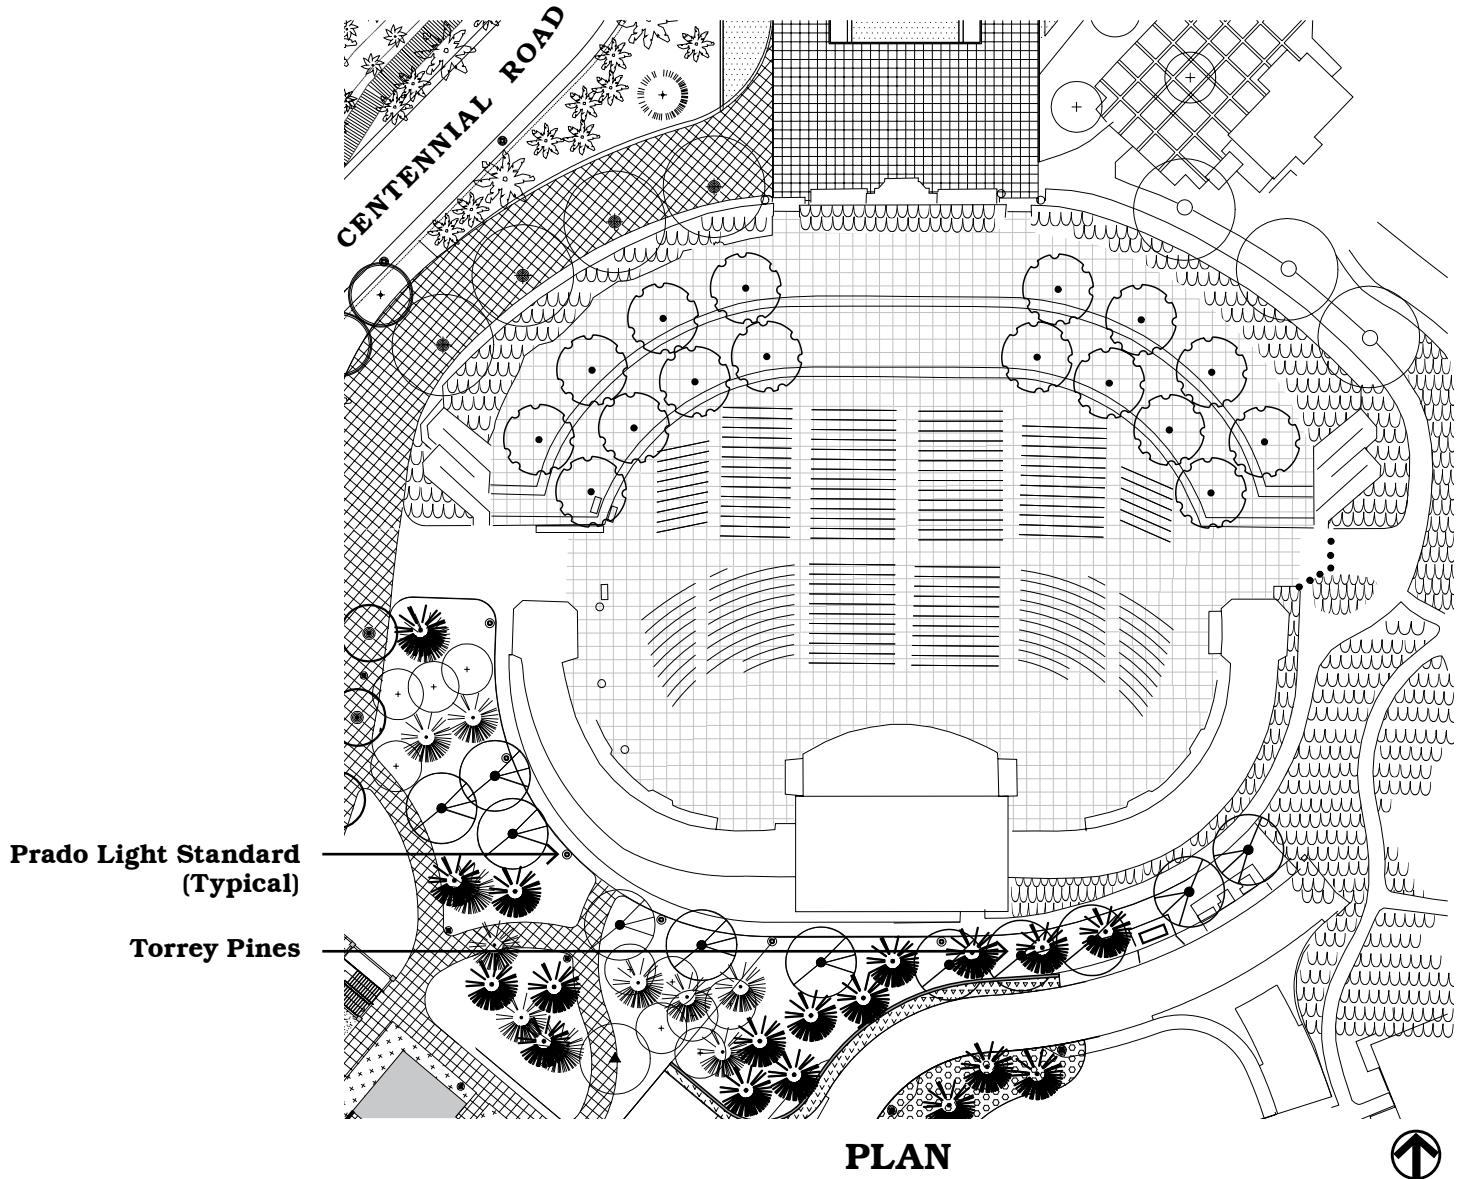 CENTENNIAL ROAD
Prado Light Standard
(Typical)
Torrey Pines
PLAN